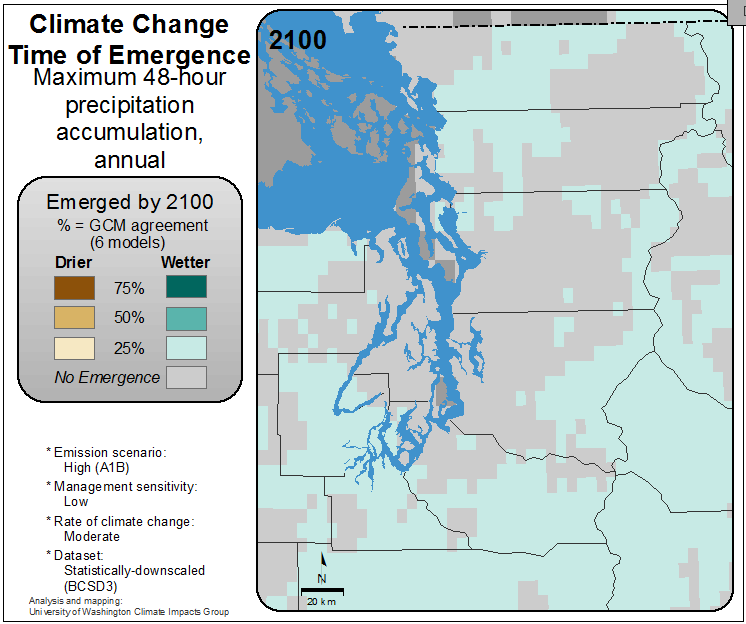 Climate Change
Time of Emergence
Maximum 48-hour
precipitation
accumulation,
annual
Emerged by 2100
% = GCM agreement
(6 models)
Drier Wetter
75%
50%
25%
No Emergence
* Emission scenario:
High (A1B)
* Management sensitivity:
Low
* Rate of climate change:
Moderate
* Dataset:
Statistically-downscaled
(BCSD3)
Analysis and mapping:
University of Washington Climate Impacts Group
2100
N
20 km